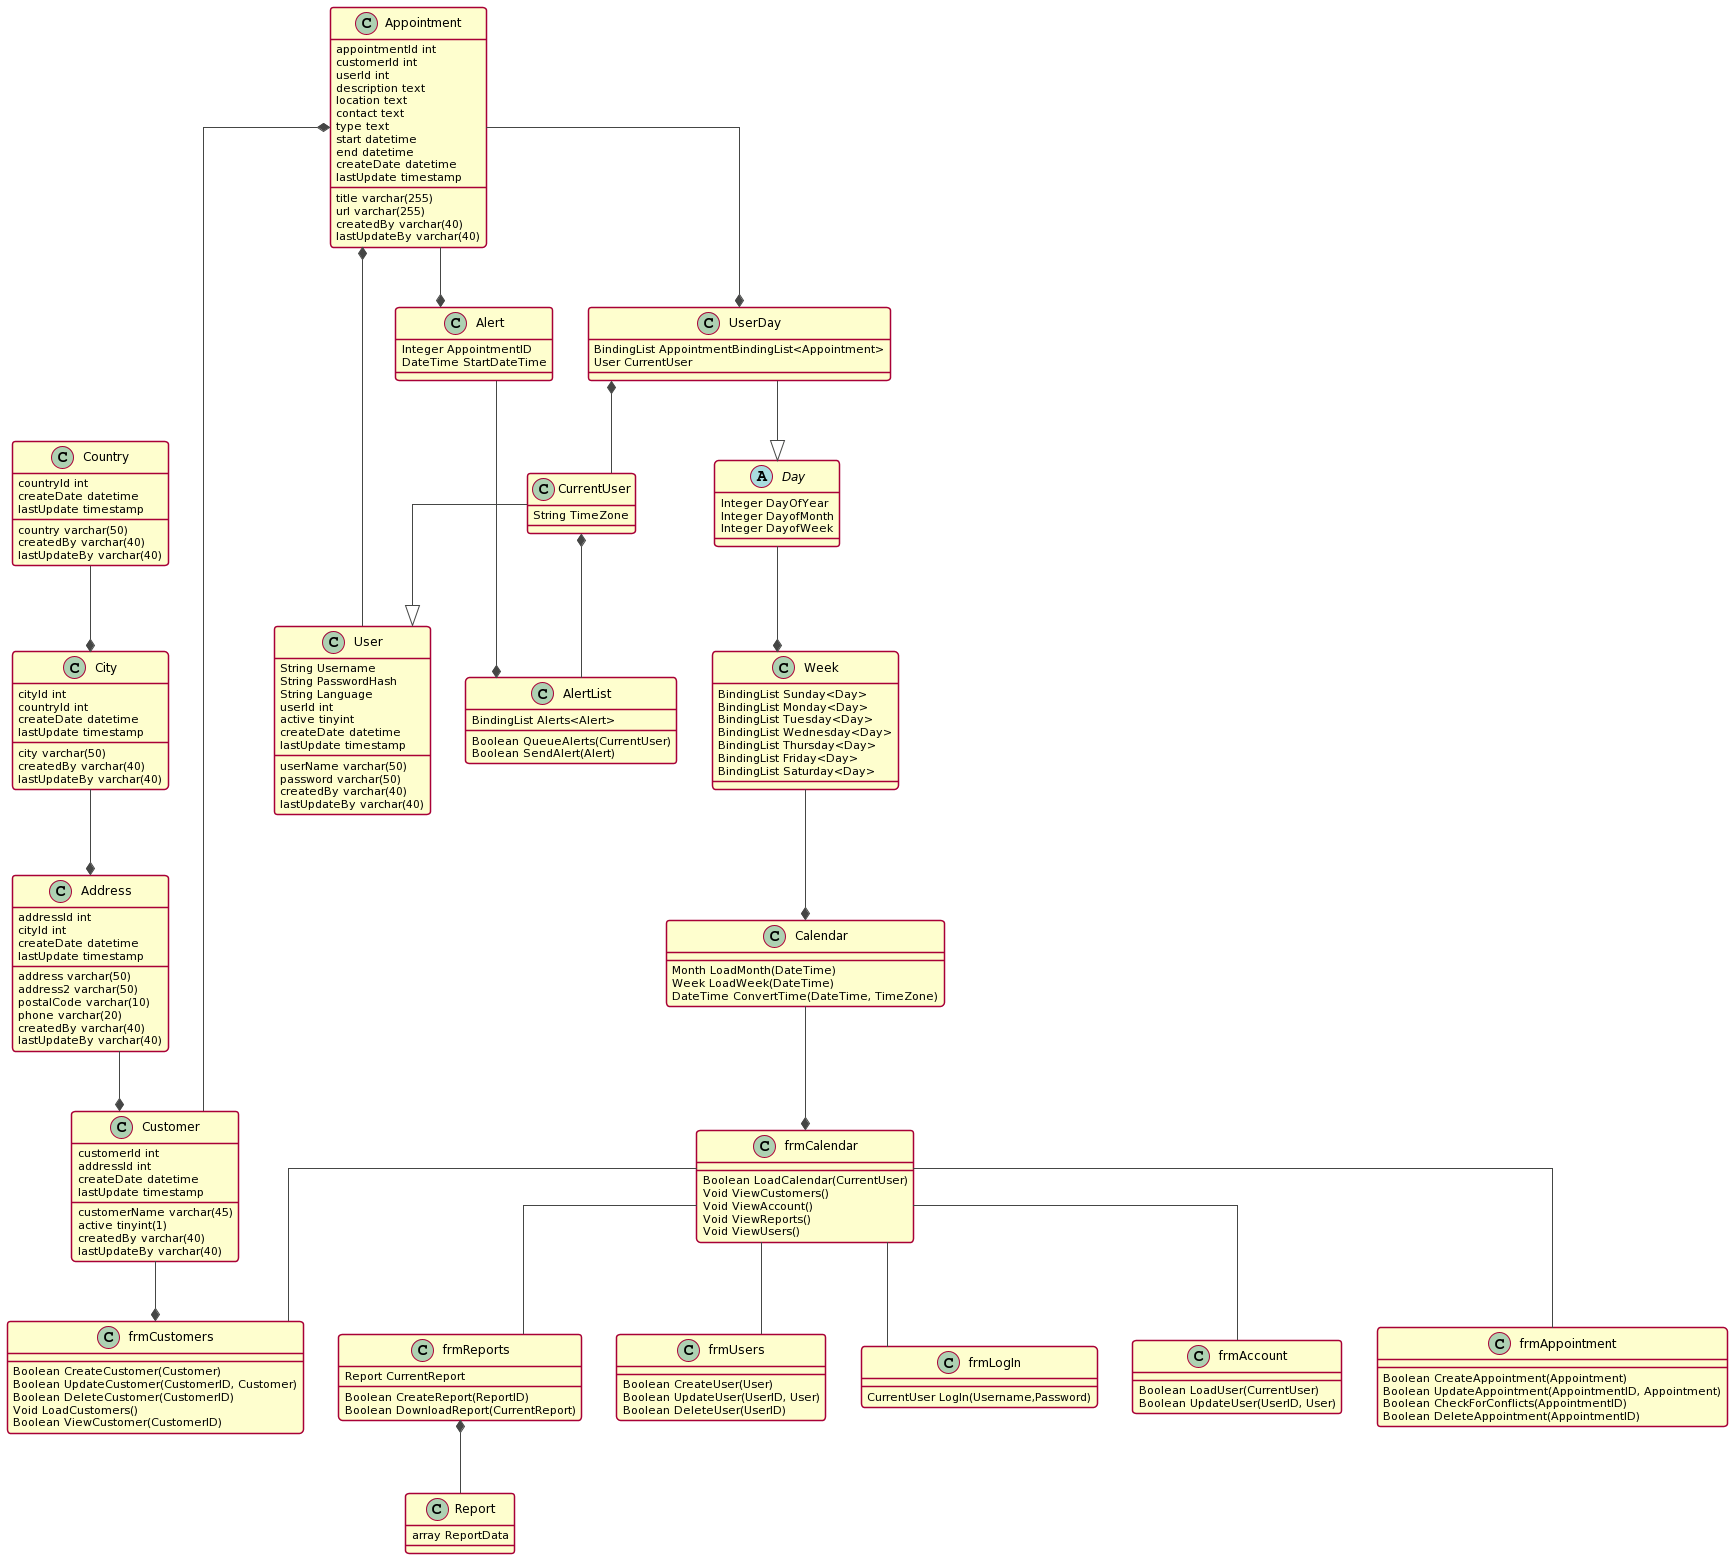 C Appointment
appointmentId int
customerId int
userId int
description text
location text
contact text
type text
start datetime
end datetime
createDate datetime
lastUpdate timestamp
title varchar(255)
url varchar(255)
createdBy varchar(40)
lastUpdateBy varchar(40)
C Alert
Integer AppointmentID
DateTime StartDateTime
C UserDay
BindingList AppointmentBindingList<Appointment>
User CurrentUser
C Country
countryId int
createDate datetime
lastUpdate timestamp
country varchar(50)
createdBy varchar(40)
lastUpdateBy varchar(40)
C CurrentUser
String TimeZone
A Day
Integer DayOfYear
Integer DayofMonth
Integer DayofWeek
C City
cityId int
countryId int
createDate datetime
lastUpdate timestamp
city varchar(50)
createdBy varchar(40)
lastUpdateBy varchar(40)
C User
String Username
String PasswordHash
String Language
userId int
active tinyint
createDate datetime
lastUpdate timestamp
userName varchar(50)
password varchar(50)
createdBy varchar(40)
lastUpdateBy varchar(40)
C AlertList
BindingList Alerts<Alert>
Boolean QueueAlerts(CurrentUser)
Boolean SendAlert(Alert)
C Week
BindingList Sunday<Day>
BindingList Monday<Day>
BindingList Tuesday<Day>
BindingList Wednesday<Day>
BindingList Thursday<Day>
BindingList Friday<Day>
BindingList Saturday<Day>
C Address
addressId int
cityId int
createDate datetime
lastUpdate timestamp
address varchar(50)
address2 varchar(50)
postalCode varchar(10)
phone varchar(20)
createdBy varchar(40)
lastUpdateBy varchar(40)
C Calendar
Month LoadMonth(DateTime)
Week LoadWeek(DateTime)
DateTime ConvertTime(DateTime, TimeZone)
C Customer
customerId int
addressId int
createDate datetime
lastUpdate timestamp
customerName varchar(45)
active tinyint(1)
createdBy varchar(40)
lastUpdateBy varchar(40)
C frmCalendar
Boolean LoadCalendar(CurrentUser)
Void ViewCustomers()
Void ViewAccount()
Void ViewReports()
Void ViewUsers()
C frmCustomers
Boolean CreateCustomer(Customer)
Boolean UpdateCustomer(CustomerID, Customer)
Boolean DeleteCustomer(CustomerID)
Void LoadCustomers()
Boolean ViewCustomer(CustomerID)
C frmReports
Report CurrentReport
Boolean CreateReport(ReportID)
Boolean DownloadReport(CurrentReport)
C frmUsers
Boolean CreateUser(User)
Boolean UpdateUser(UserID, User)
Boolean DeleteUser(UserID)
C frmLogIn
CurrentUser LogIn(Username,Password)
C frmAccount
Boolean LoadUser(CurrentUser)
Boolean UpdateUser(UserID, User)
C frmAppointment
Boolean CreateAppointment(Appointment)
Boolean UpdateAppointment(AppointmentID, Appointment)
Boolean CheckForConflicts(AppointmentID)
Boolean DeleteAppointment(AppointmentID)
C Report
array ReportData